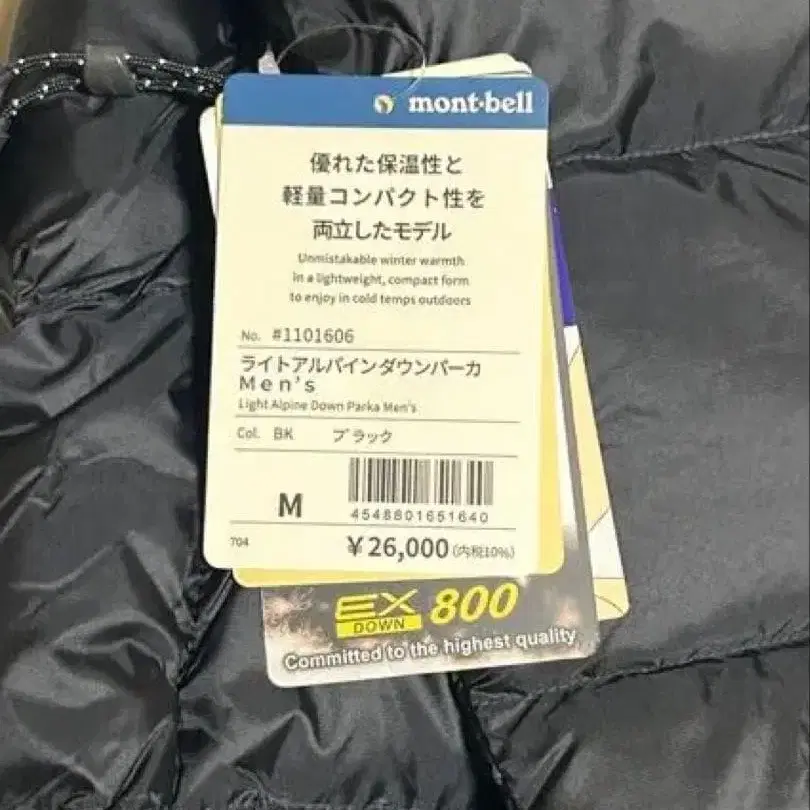 mont·bell
優れた保温性と
軽量コンパクト性を
両立したモデル
Unmistakable winter warmth
in a lightweight, compact form
to enjoy in cold temps outdoors
No. #1101606
ライトアルパインダウンパーカ
Men's
Light Alpine Down Parka Men's
Col. BK ブラック
M
4548801651640
704
¥26,000(内税10%)
EX 800
DOWN
Committed to the highest quality